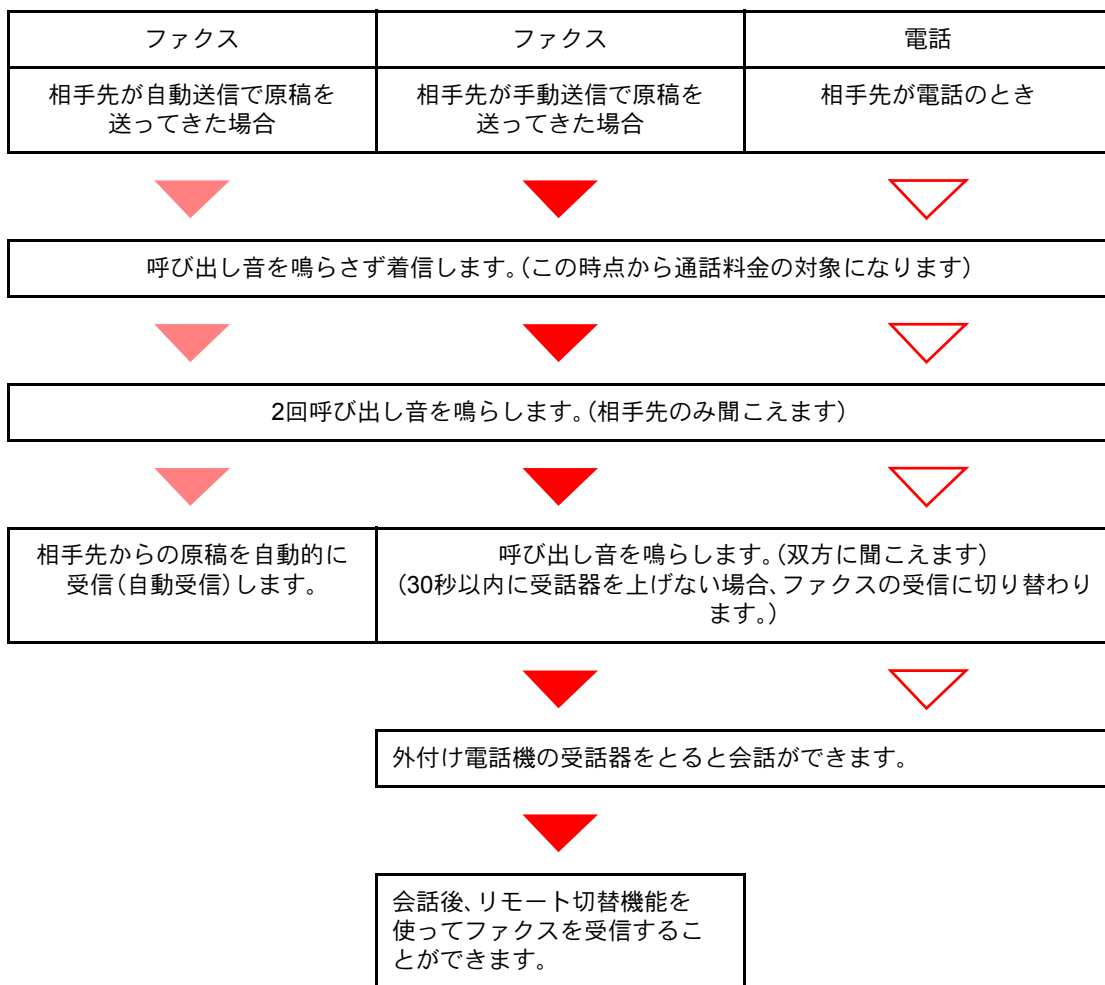 ファクス
ファクス
電話
相手先が自動送信で原稿を
送ってきた場合
相手先が手動送信で原稿を
送ってきた場合
相手先が電話のとき
呼び出し音を鳴らさず着信します。(この時点から通話料金の対象になります)
2回呼び出し音を鳴らします。(相手先のみ聞こえます)
相手先からの原稿を自動的に
受信(自動受信)します。
呼び出し音を鳴らします。(双方に聞こえます)
(30秒以内に受話器を上げない場合、ファクスの受信に切り替わり
ます。)
外付け電話機の受話器をとると会話ができます。
会話後、リモート切替機能を
使ってファクスを受信するこ
とができます。